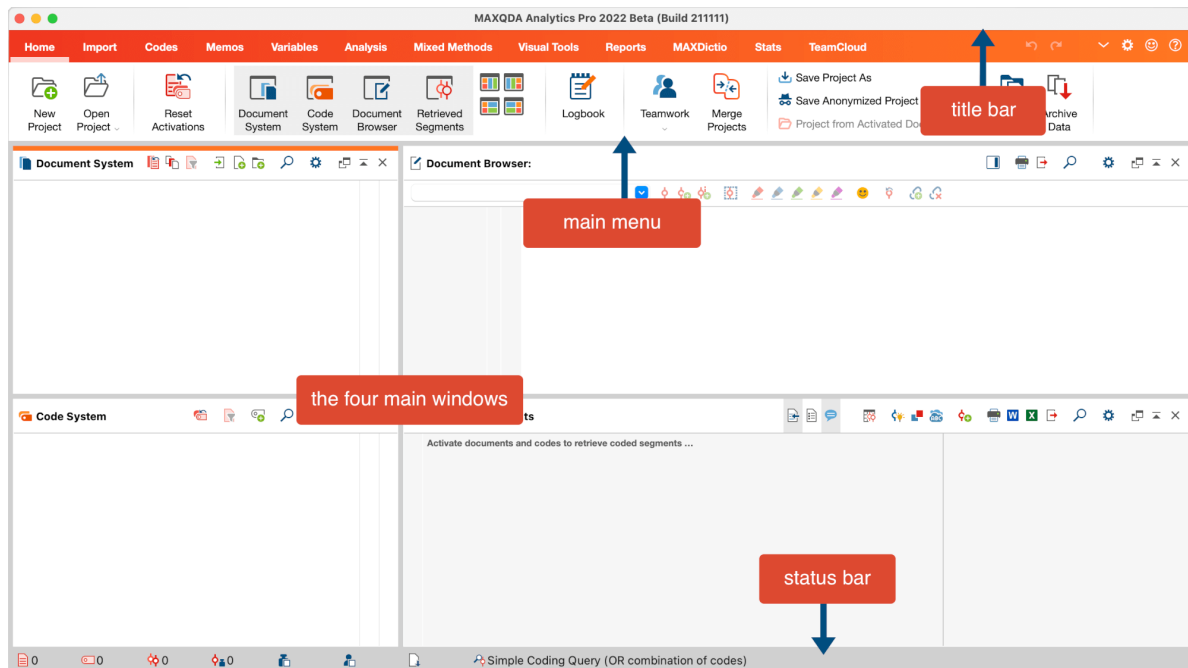 MAXQDA Analytics Pro 2022 Beta (Build 211111)
Home Import Codes Memos Variables Analysis Mixed Methods Visual Tools Reports MAXDictio Stats TeamCloud
New Project
Open Project
Reset Activations
Document System
Code System
Document Browser
Retrieved Segments
Logbook
Teamwork
Merge Projects
Save Project As
Save Anonymized Project
Project from Activated
Data
title bar
main menu
Document System
Document Browser:
the four main windows
Code System
Activate documents and codes to retrieve coded segments ...
status bar
0 0 0 0 Simple Coding Query (OR combination of codes)